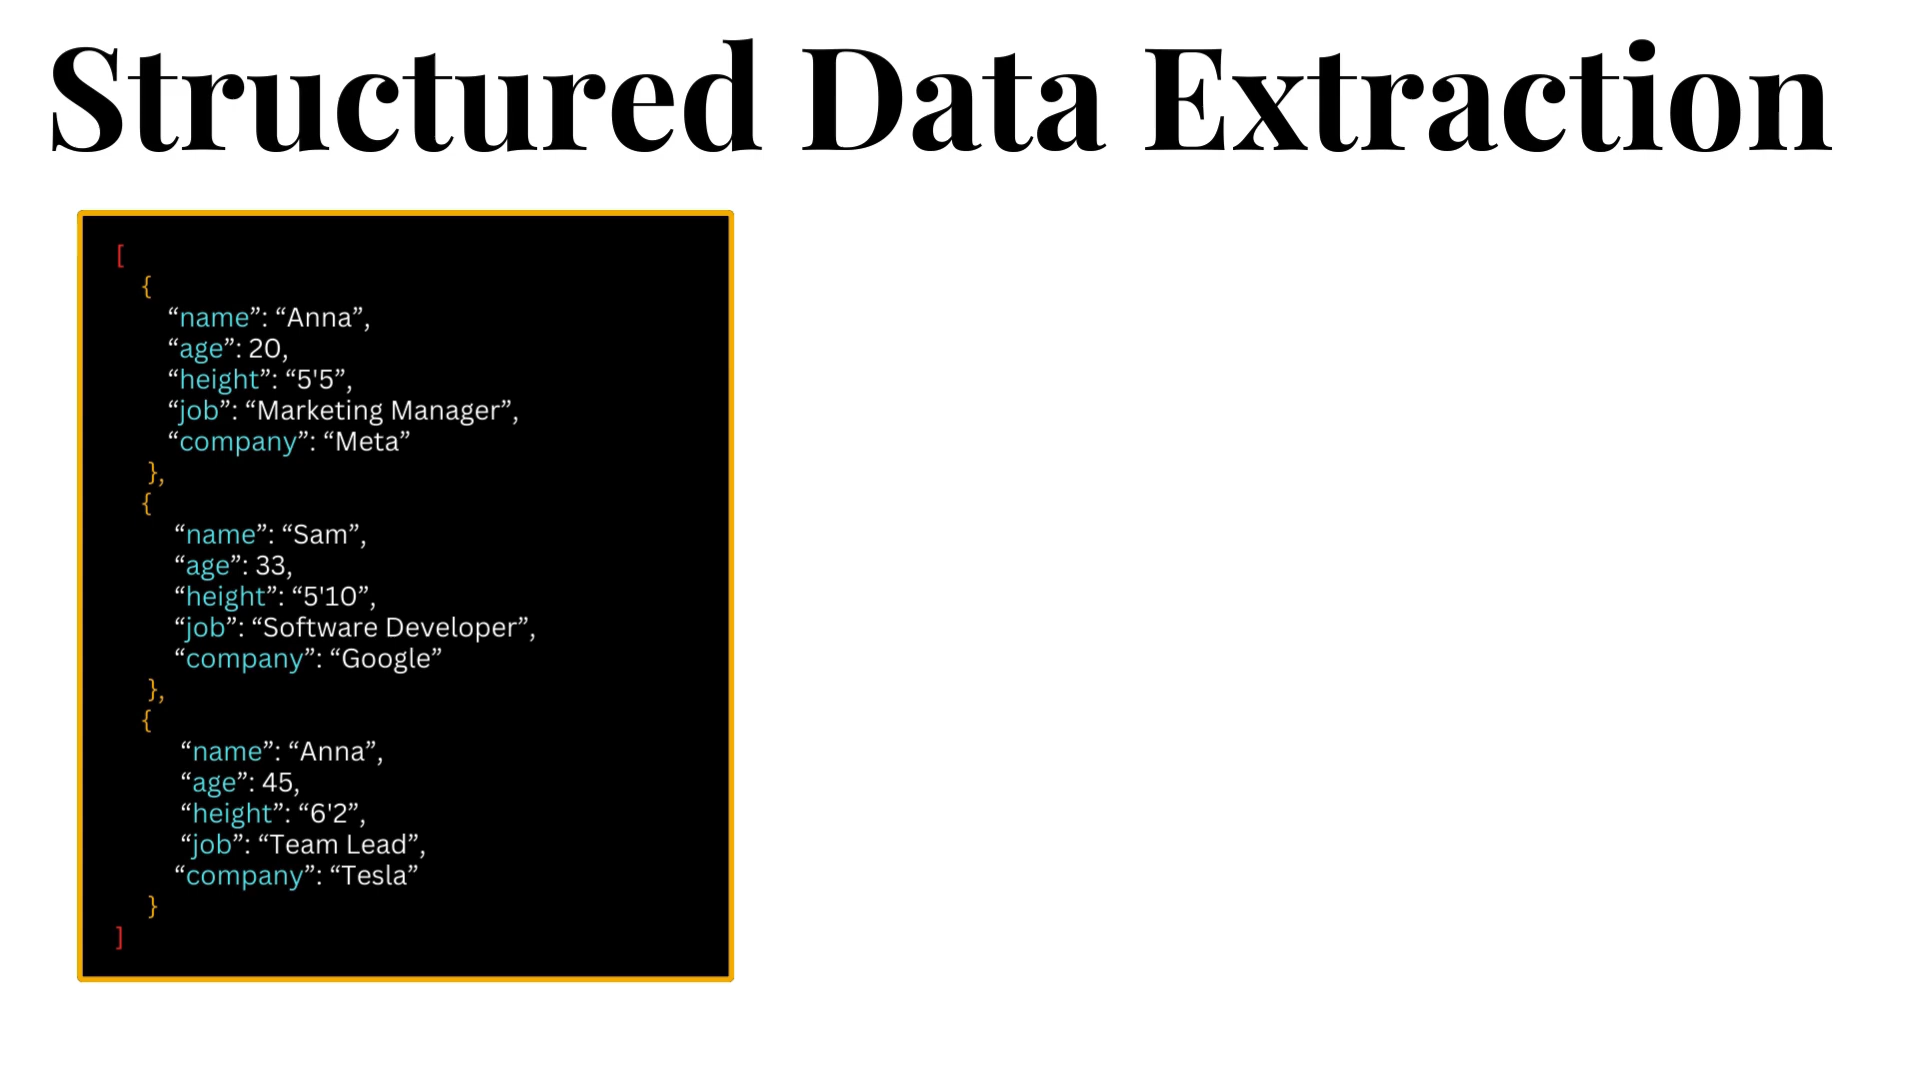 Structured Data Extraction
[
{
“name”: “Anna”,
“age”: 20,
“height”: “5'5”,
“job”: “Marketing Manager”,
“company”: “Meta”
},
{
“name”: “Sam”,
“age”: 33,
“height”: “5'10”,
“job”: “Software Developer”,
“company”: “Google”
},
{
“name”: “Anna”,
“age”: 45,
“height”: “6'2”,
“job”: “Team Lead”,
“company”: “Tesla”
}
]